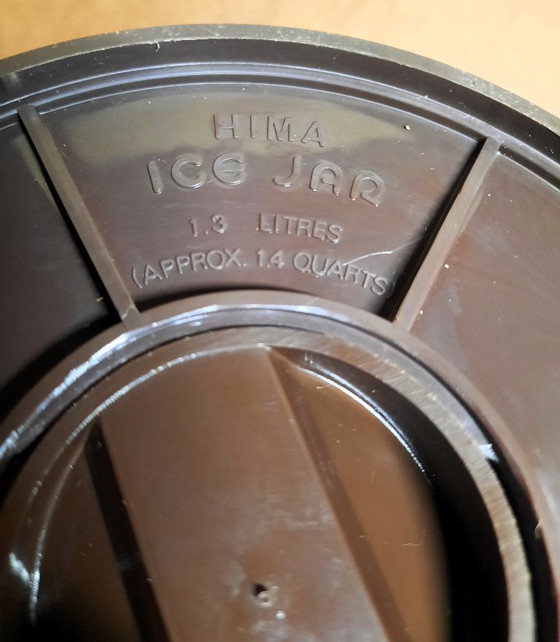 HIMA
ICE JAR
1.3 LITRES
(APPROX. 1.4 QUARTS)